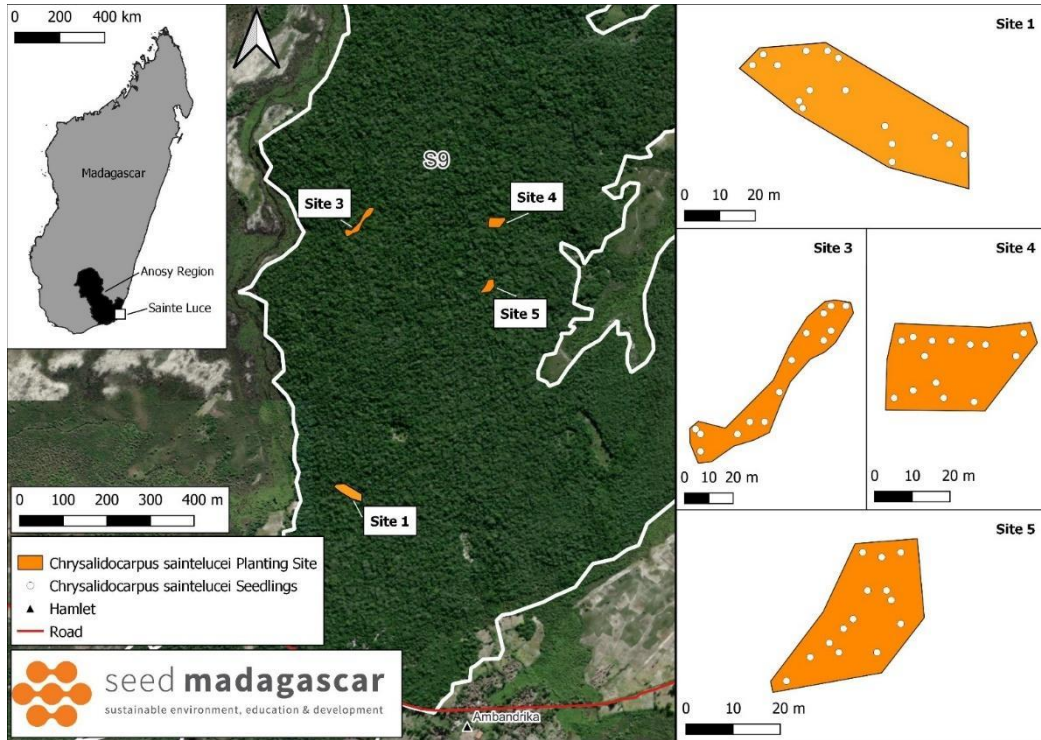 0 200 400 km
Madagascar
Anosy Region
Sainte Luce
S9
Site 3
Site 4
Site 5
Site 1
0 100 200 300 400 m
Chrysalidocarpus saintelucei Planting Site
Chrysalidocarpus saintelucei Seedlings
Hamlet
Road
seed madagascar
sustainable environment, education & development
Ambandrika
Site 1
0 10 20 m
Site 3
0 10 20 m
Site 4
0 10 20 m
Site 5
0 10 20 m